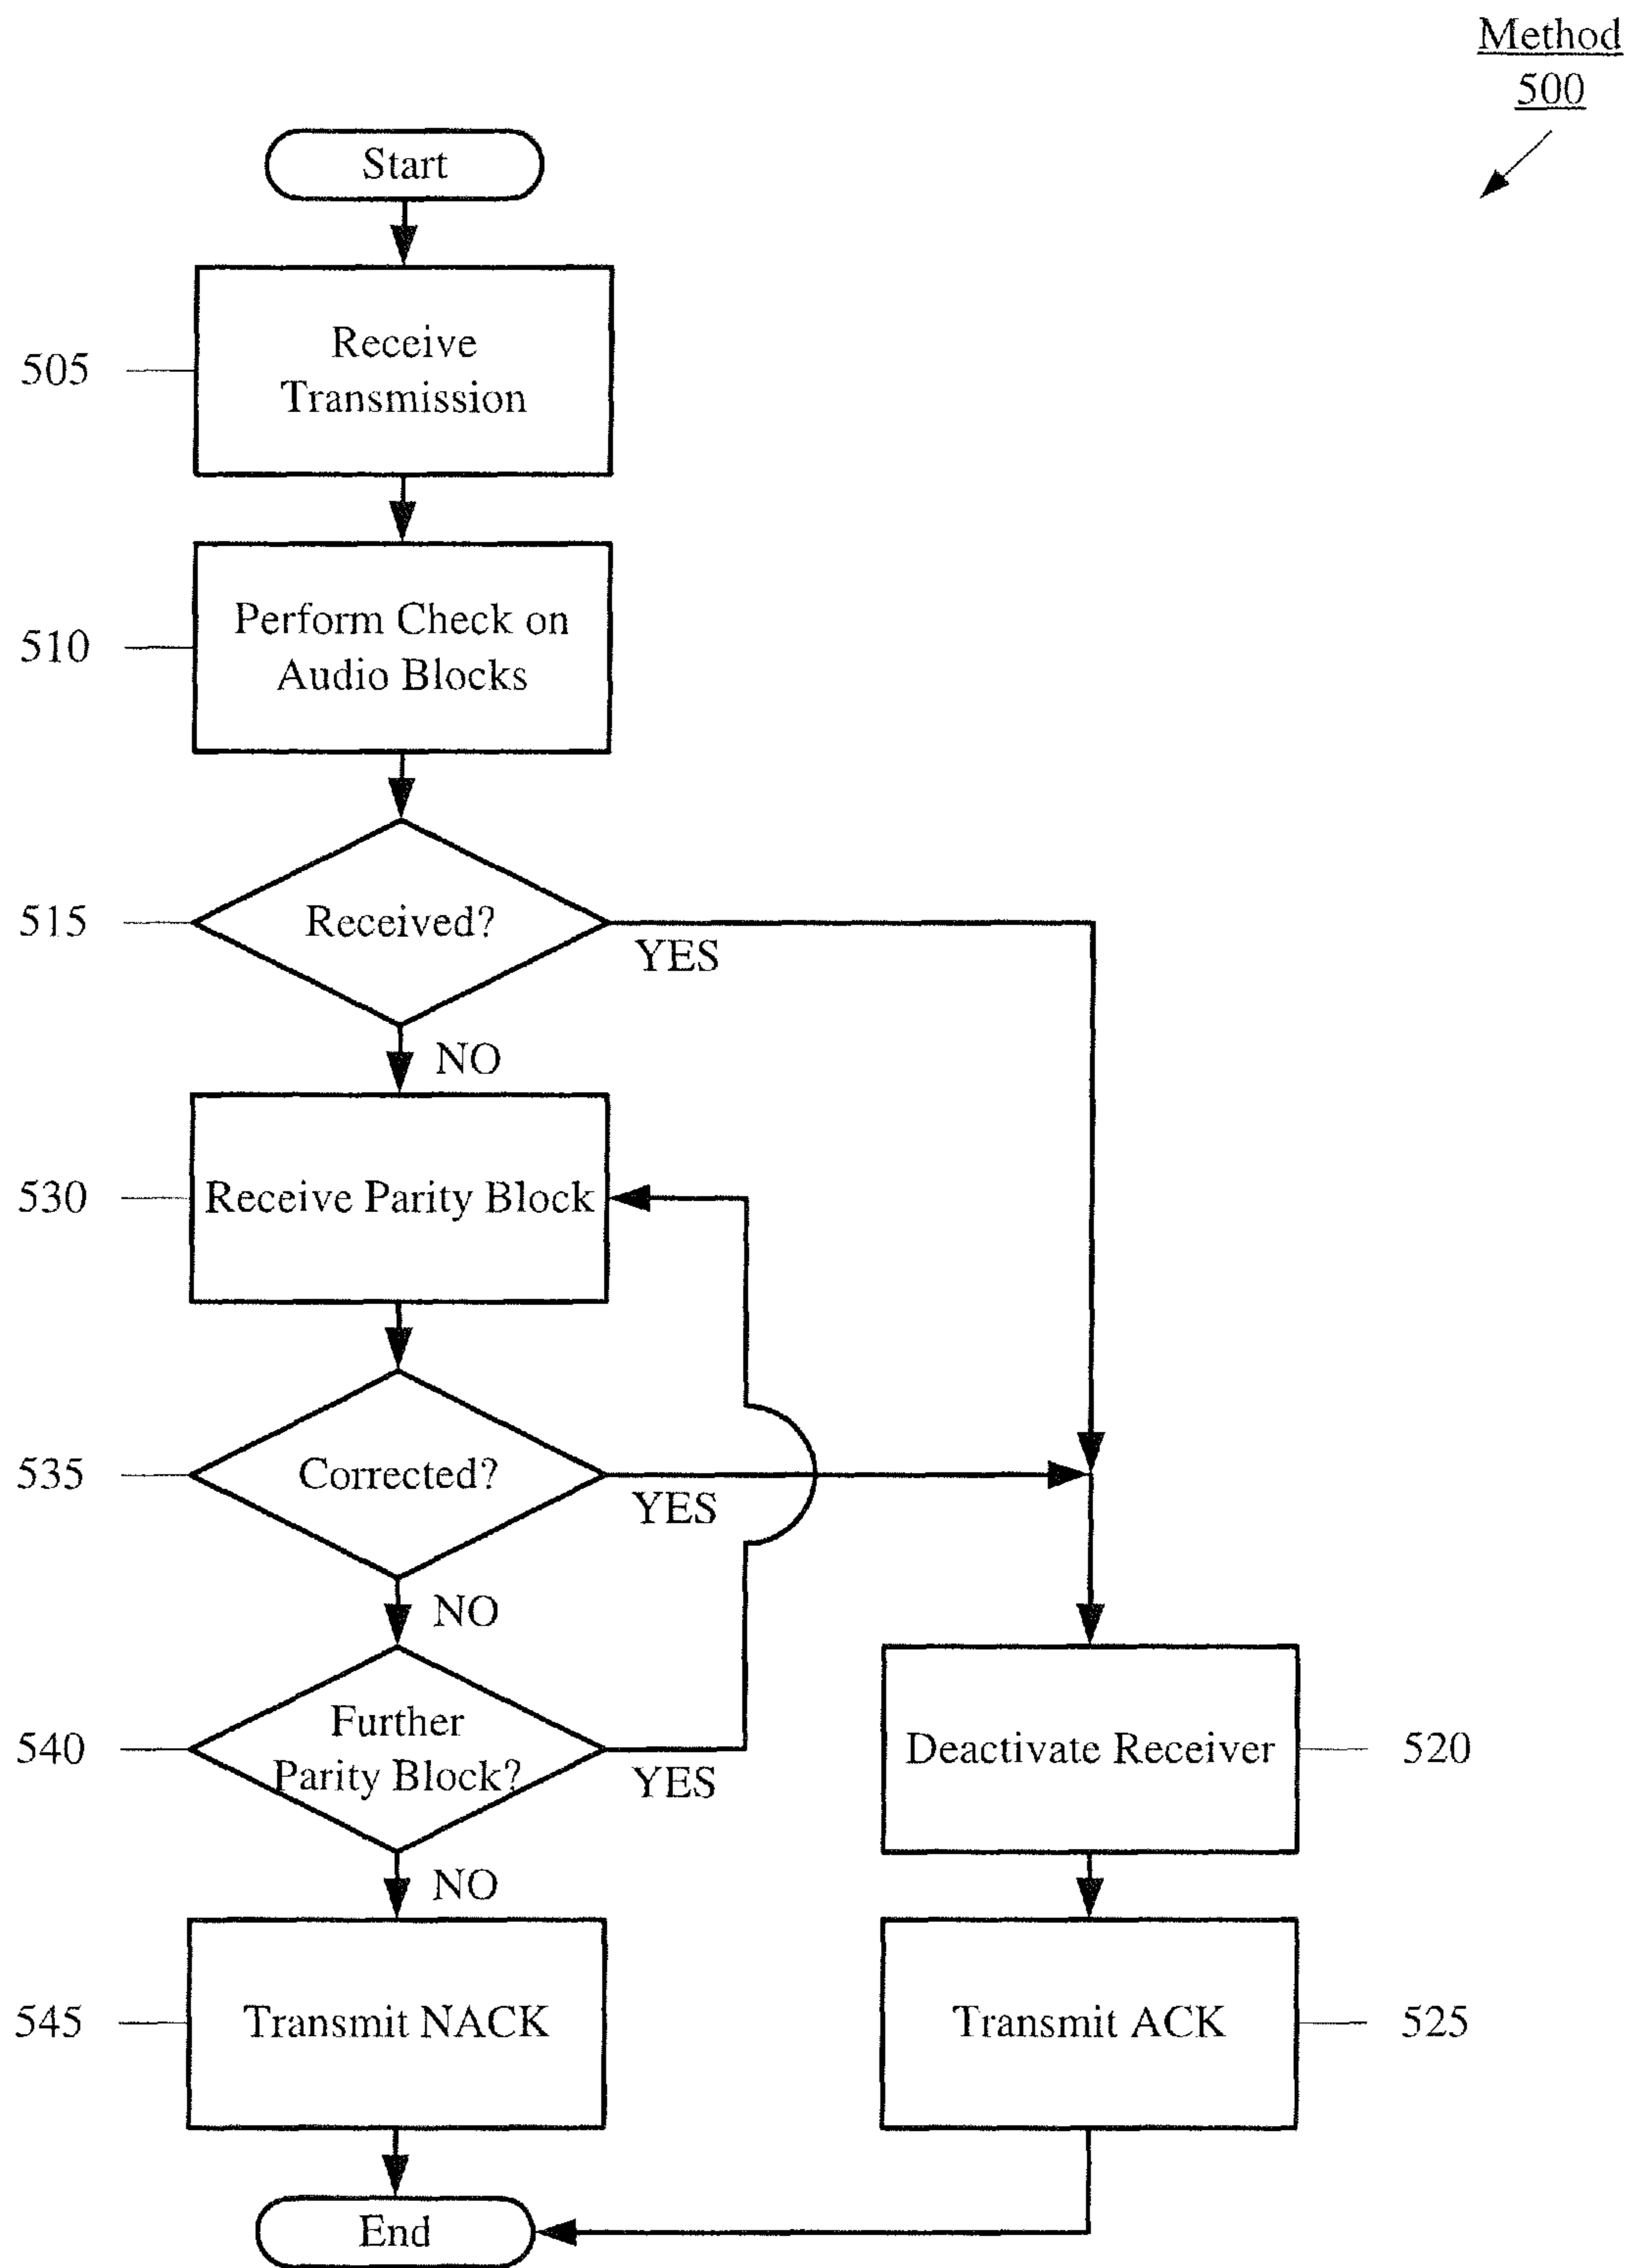 Method
500
Start
505
Receive
Transmission
510
Perform Check on
Audio Blocks
515
Received?
YES
NO
530
Receive Parity Block
535
Corrected?
YES
NO
540
Further
Parity Block?
YES
Deactivate Receiver
520
NO
545
Transmit NACK
Transmit ACK
525
End